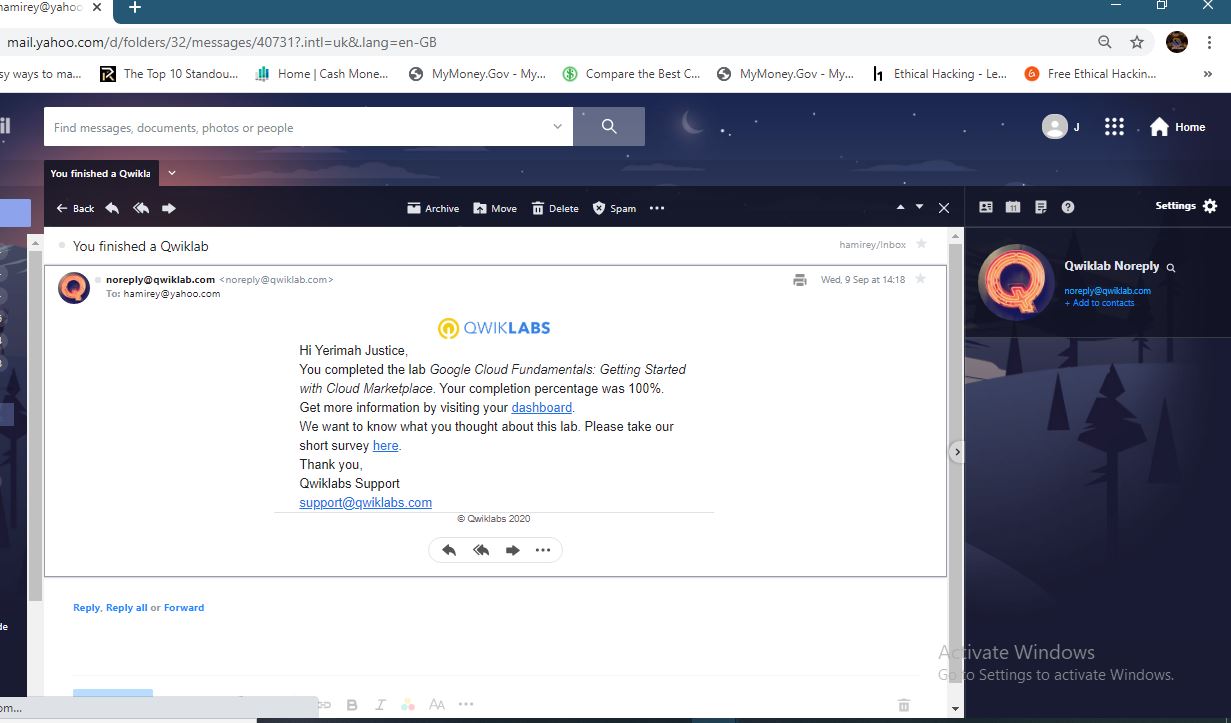 hamirey@yahoo
mail.yahoo.com/d/folders/32/messages/40731?.intl=uk&.lang=en-GB
sy ways to ma...
The Top 10 Standou...
Home | Cash Mone...
MyMoney.Gov - My...
Compare the Best C...
MyMoney.Gov - My...
Ethical Hacking - Le...
Free Ethical Hackin...
Find messages, documents, photos or people
J
Home
You finished a Qwikla
Back
Archive
Move
Delete
Spam
11
Settings
You finished a Qwiklab
hamirey/Inbox
noreply@qwiklab.com <noreply@qwiklab.com>
Wed, 9 Sep at 14:18
To: hamirey@yahoo.com
Qwiklab Noreply
noreply@qwiklab.com
+ Add to contacts
QWIKLABS
Hi Yerimah Justice,
You completed the lab Google Cloud Fundamentals: Getting Started
with Cloud Marketplace. Your completion percentage was 100%.
Get more information by visiting your dashboard.
We want to know what you thought about this lab. Please take our
short survey here.
Thank you,
Qwiklabs Support
support@qwiklabs.com
© Qwiklabs 2020
Reply, Reply all or Forward
Activate Windows
Go to Settings to activate Windows.
om...
B I AA